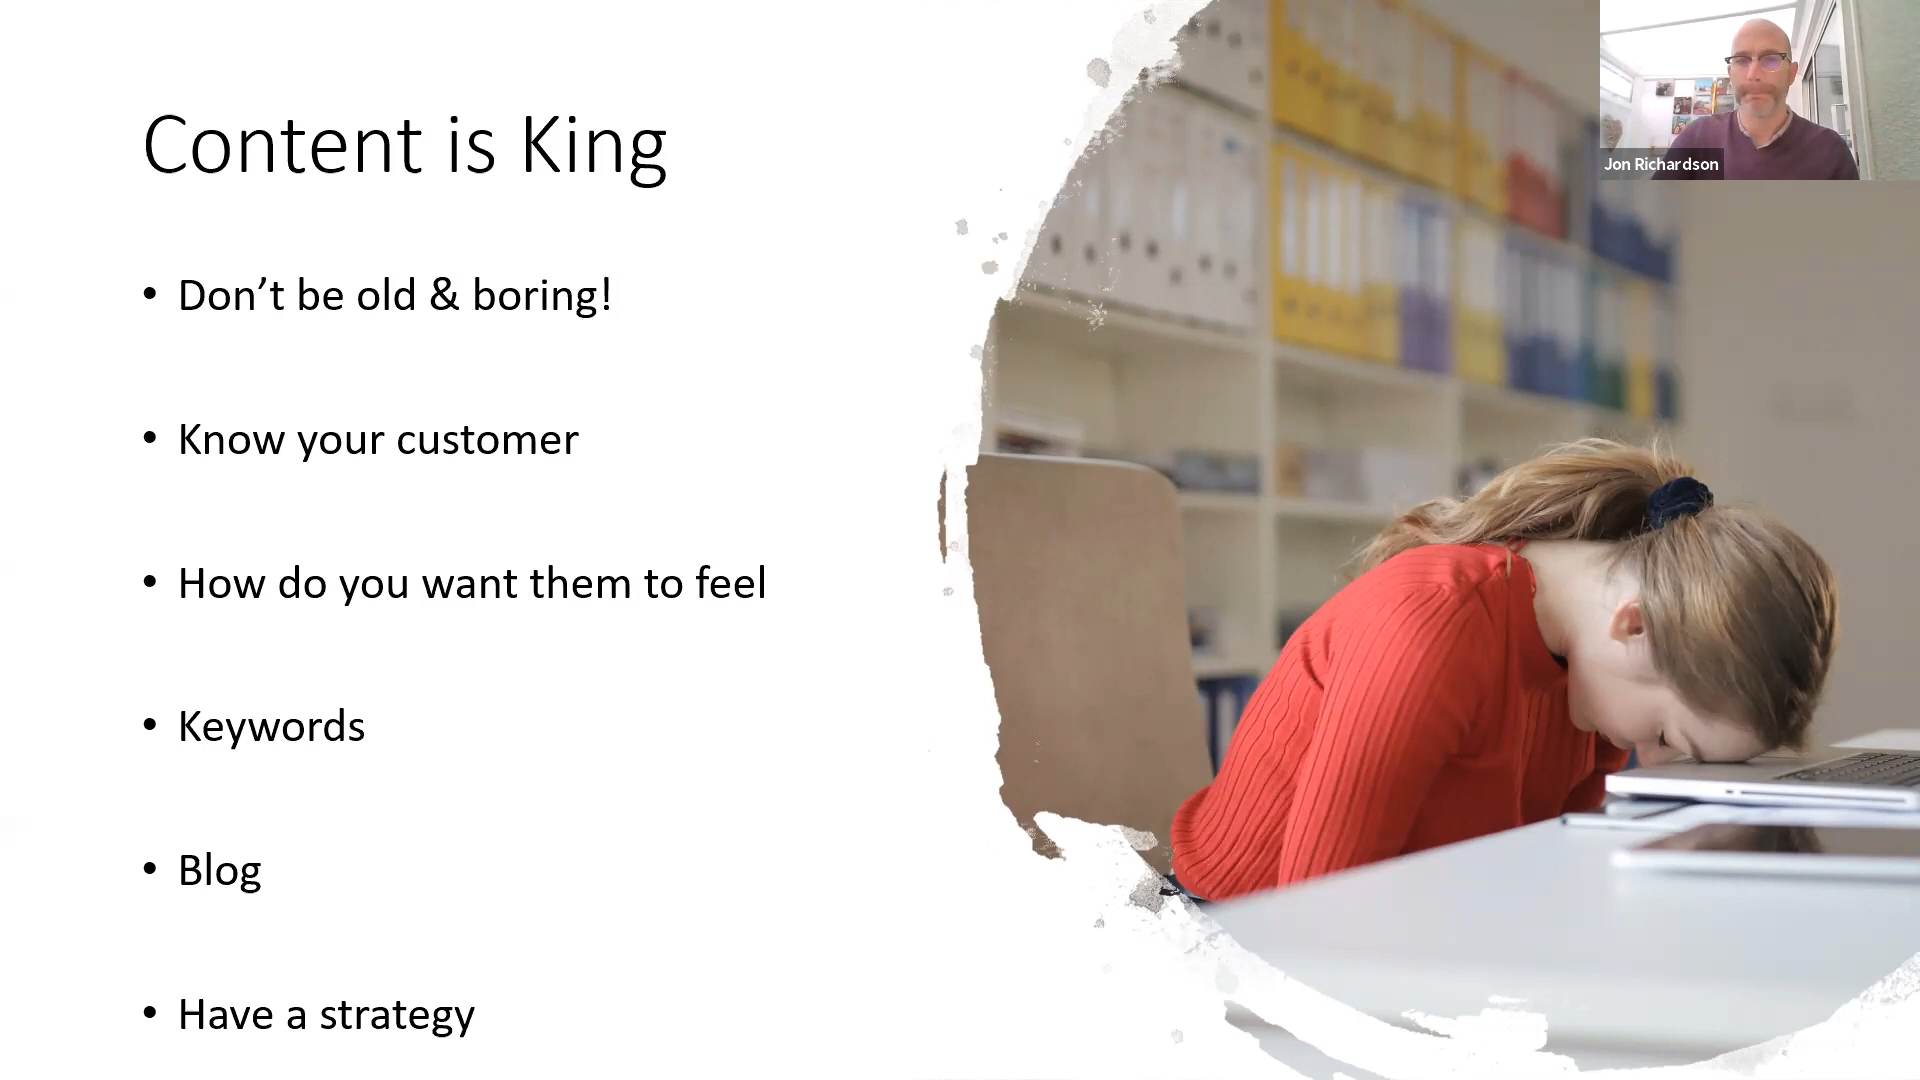 Content is King
• Don’t be old & boring!
• Know your customer
• How do you want them to feel
• Keywords
• Blog
• Have a strategy
Jon Richardson